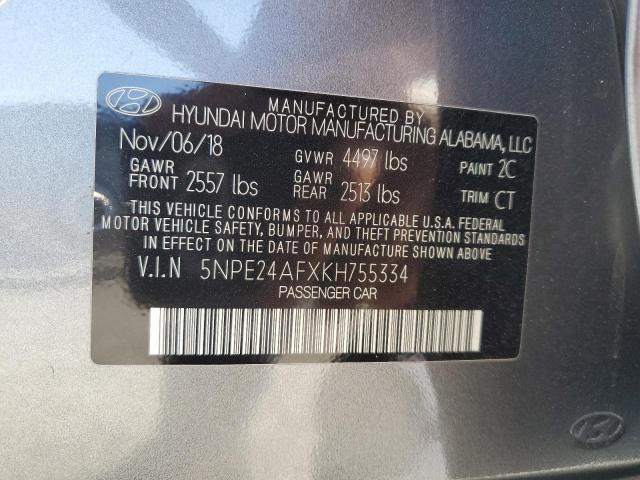 MANUFACTURED BY
HYUNDAI MOTOR MANUFACTURING ALABAMA, LLC
Nov/06/18 GVWR 4497 lbs PAINT 2C
GAWR FRONT 2557 lbs GAWR REAR 2513 lbs TRIM CT
THIS VEHICLE CONFORMS TO ALL APPLICABLE U.S.A. FEDERAL
MOTOR VEHICLE SAFETY, BUMPER, AND THEFT PREVENTION STANDARDS
IN EFFECT ON THE DATE OF MANUFACTURE SHOWN ABOVE.
V.I.N 5NPE24AFXKH755334
PASSENGER CAR